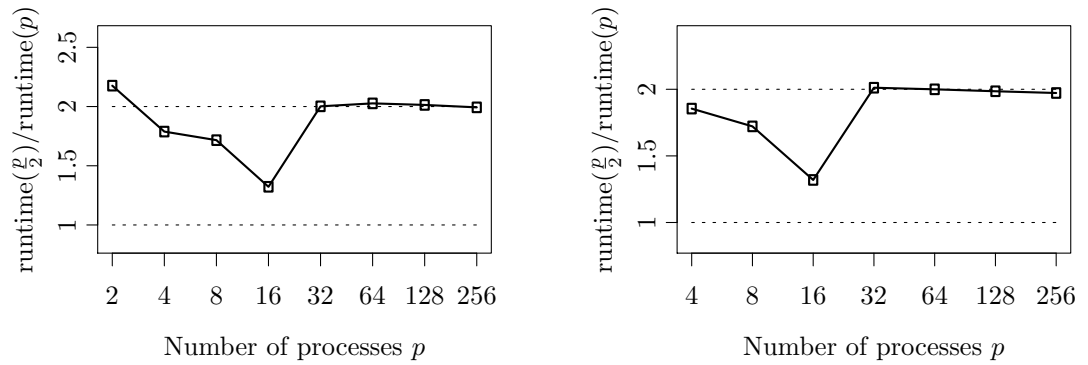 runtime(p/2)/runtime(p)
2.5
2
1.5
1
2 4 8 16 32 64 128 256
Number of processes p
runtime(p/2)/runtime(p)
2
1.5
1
4 8 16 32 64 128 256
Number of processes p